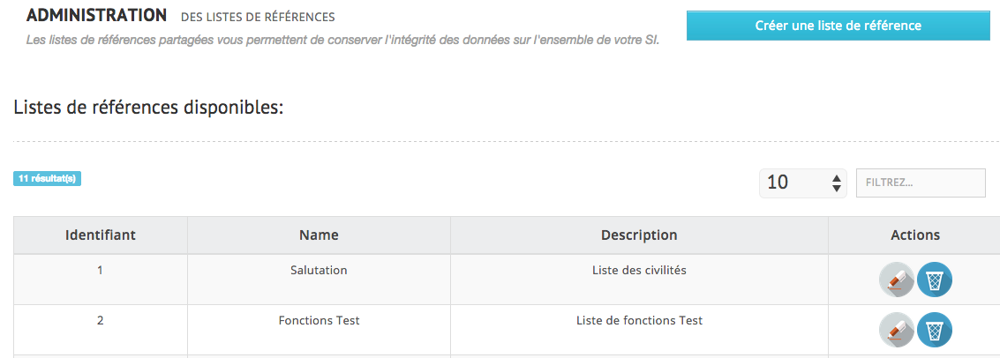 ADMINISTRATION DES LISTES DE RÉFÉRENCES
Les listes de références partagées vous permettent de conserver l'intégrité des données sur l'ensemble de votre SI.
Créer une liste de référence
Listes de références disponibles:
11 résultat(s)
10
FILTREZ...
Identifiant Name Description Actions
1 Salutation Liste des civilités
2 Fonctions Test Liste de fonctions Test